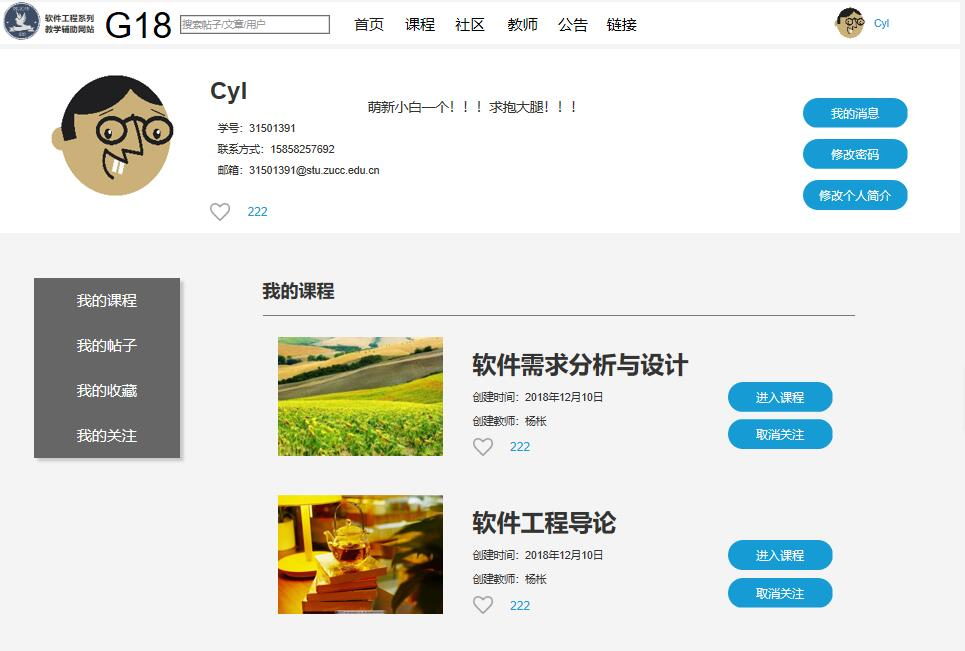 软件工程系列
教学辅助网站
G18
搜索帖子/文章/用户
首页 课程 社区 教师 公告 链接
Cyl
Cyl
萌新小白一个！！！求抱大腿！！！
学号：31501391
联系方式：15858257692
邮箱：31501391@stu.zucc.edu.cn
222
我的消息
修改密码
修改个人简介
我的课程
我的帖子
我的收藏
我的关注
我的课程
软件需求分析与设计
创建时间：2018年12月10日
创建教师：杨枨
222
进入课程
取消关注
软件工程导论
创建时间：2018年12月10日
创建教师：杨枨
222
进入课程
取消关注